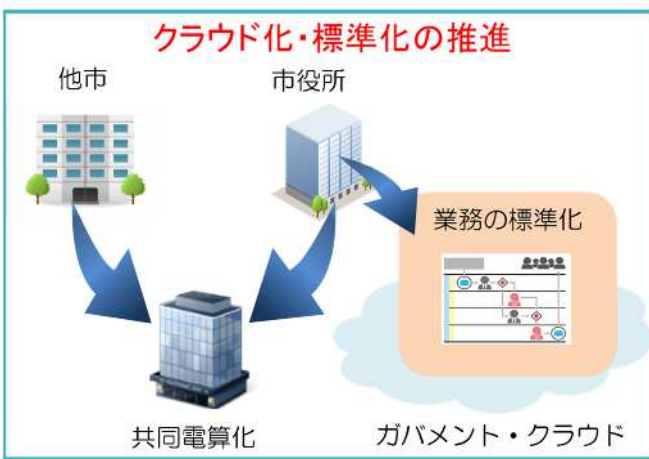 クラウド化・標準化の推進
他市
市役所
業務の標準化
共同電算化
ガバメント・クラウド